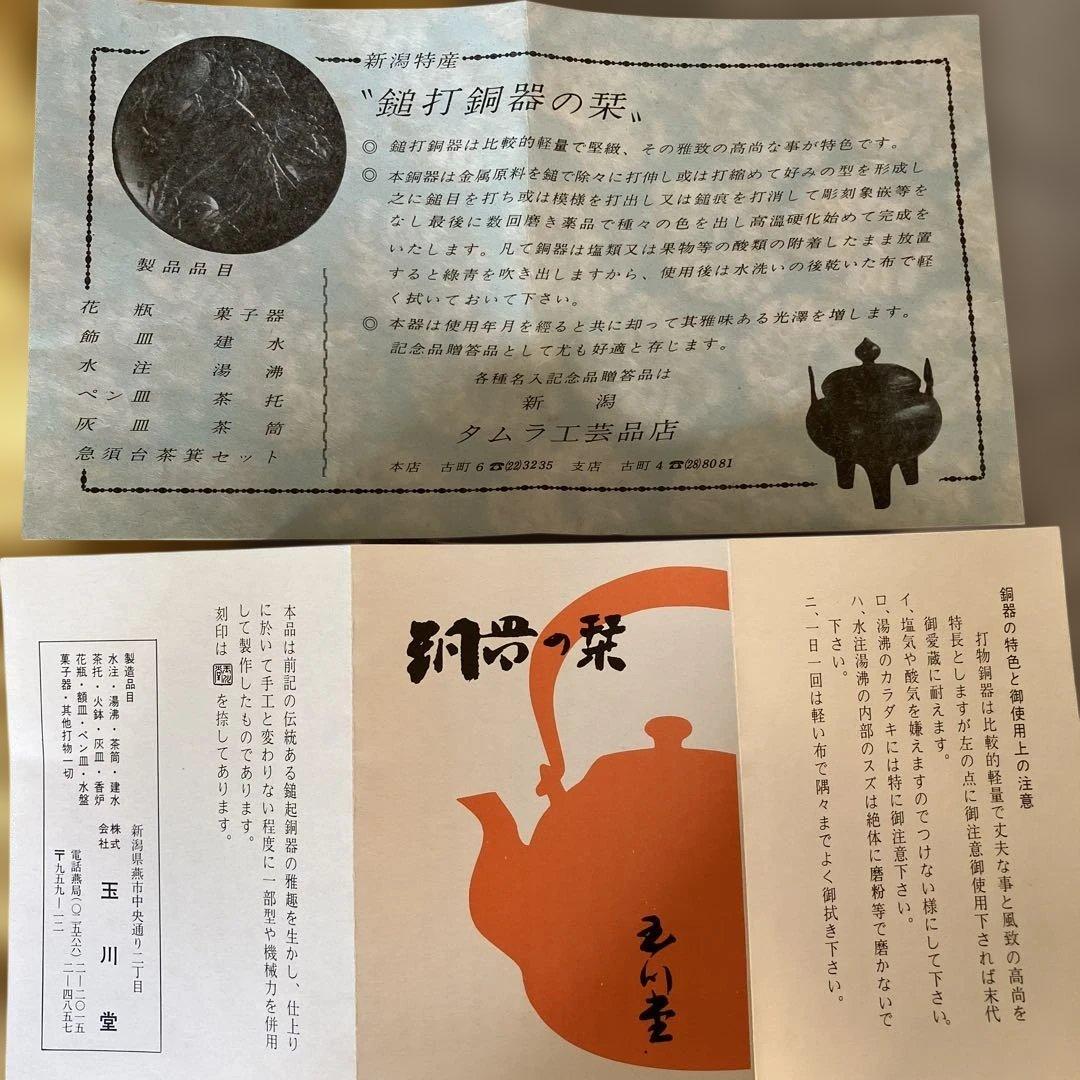 新潟特産
〝鎚打銅器の栞〟
◎ 鎚打銅器は比較的軽量で堅緻、その雅致の高尚な事が特色です。
◎ 本銅器は金属原料を鎚で除々に打伸し或は打縮めて好みの型を形成し
之に鎚目を打ち或は模様を打出し又は鎚痕を打消して彫刻象嵌等を
なし最後に数回磨き薬品で種々の色を出し高溫硬化始めて完成を
いたします。凡て銅器は塩類又は果物等の酸類の附着したまま放置
すると綠青を吹き出しますから、使用後は水洗いの後乾いた布で軽
く拭いておいて下さい。
◎ 本器は使用年月を經ると共に却って其雅味ある光澤を増します。
記念品贈答品として尤も好適と存じます。
各種名入記念品贈答品は
新潟
タムラ工芸品店
本店 古町6☎(22)3235 支店 古町4☎(28)8081
製品品目
花瓶 菓子器
飾皿 建水
水注 湯沸
ペン皿 茶托
灰皿 茶筒
急須台茶箕セット
銅器の特色と御使用上の注意
打物銅器は比較的軽量で丈夫な事と風致の高尚を
特長としますが左の点に御注意御使用下されば末代
御愛蔵に耐えます。
イ、塩気や酸気を嫌えますのでつけない様にして下さい。
ロ、湯沸のカラダキには特に御注意下さい。
ハ、水注湯沸の内部のスズは絶体に磨粉等で磨かないで
下さい。
ニ、一日一回は軽い布で隅々までよく御拭き下さい。
銅器の栞
玉川堂
本品は前記の伝統ある鎚起銅器の雅趣を生かし、仕上り
に於いて手工と変わりない程度に一部型や機械力を併用
して製作したものであります。
刻印は を捺してあります。
製造品目
水注・湯沸・茶筒・建水
茶托・火鉢・灰皿・香炉
花瓶・額皿・ペン皿・水盤
菓子器・其他打物一切
新潟県燕市中央通り二丁目
株式会社 玉川堂
電話燕局(〇二五六六)二―二〇一五
二―四八五七
〒九五九―一二